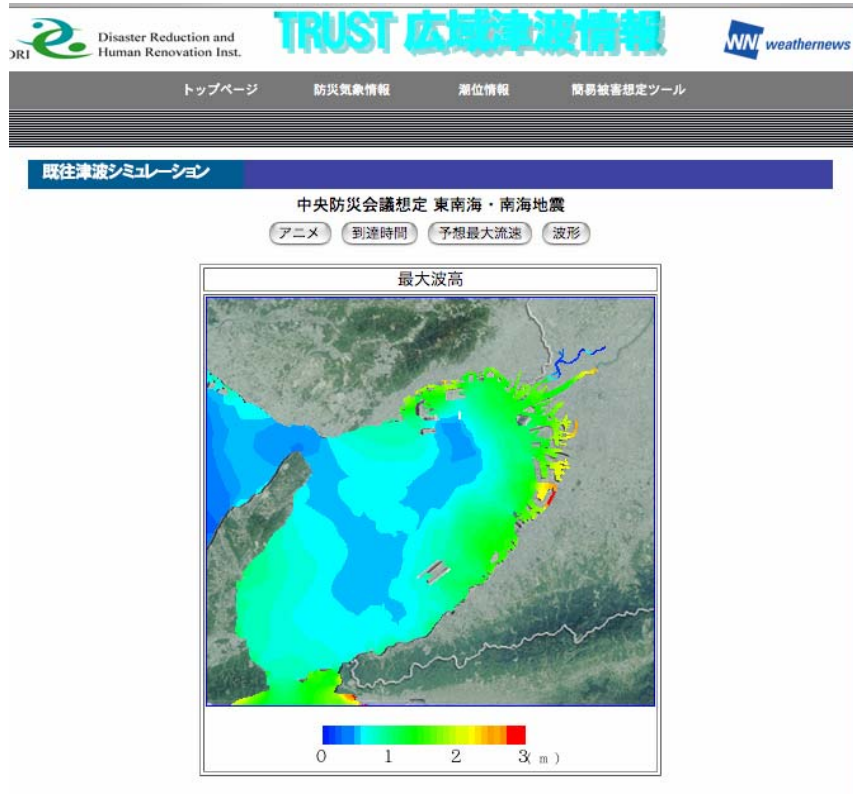 DRI
Disaster Reduction and
Human Renovation Inst.
TRUST 広域津波情報
WNI weathernews
トップページ 防災気象情報 潮位情報 簡易被害想定ツール
既往津波シミュレーション
中央防災会議想定 東南海・南海地震
アニメ 到達時間 予想最大流速 波形
最大波高
0 1 2 3( m )